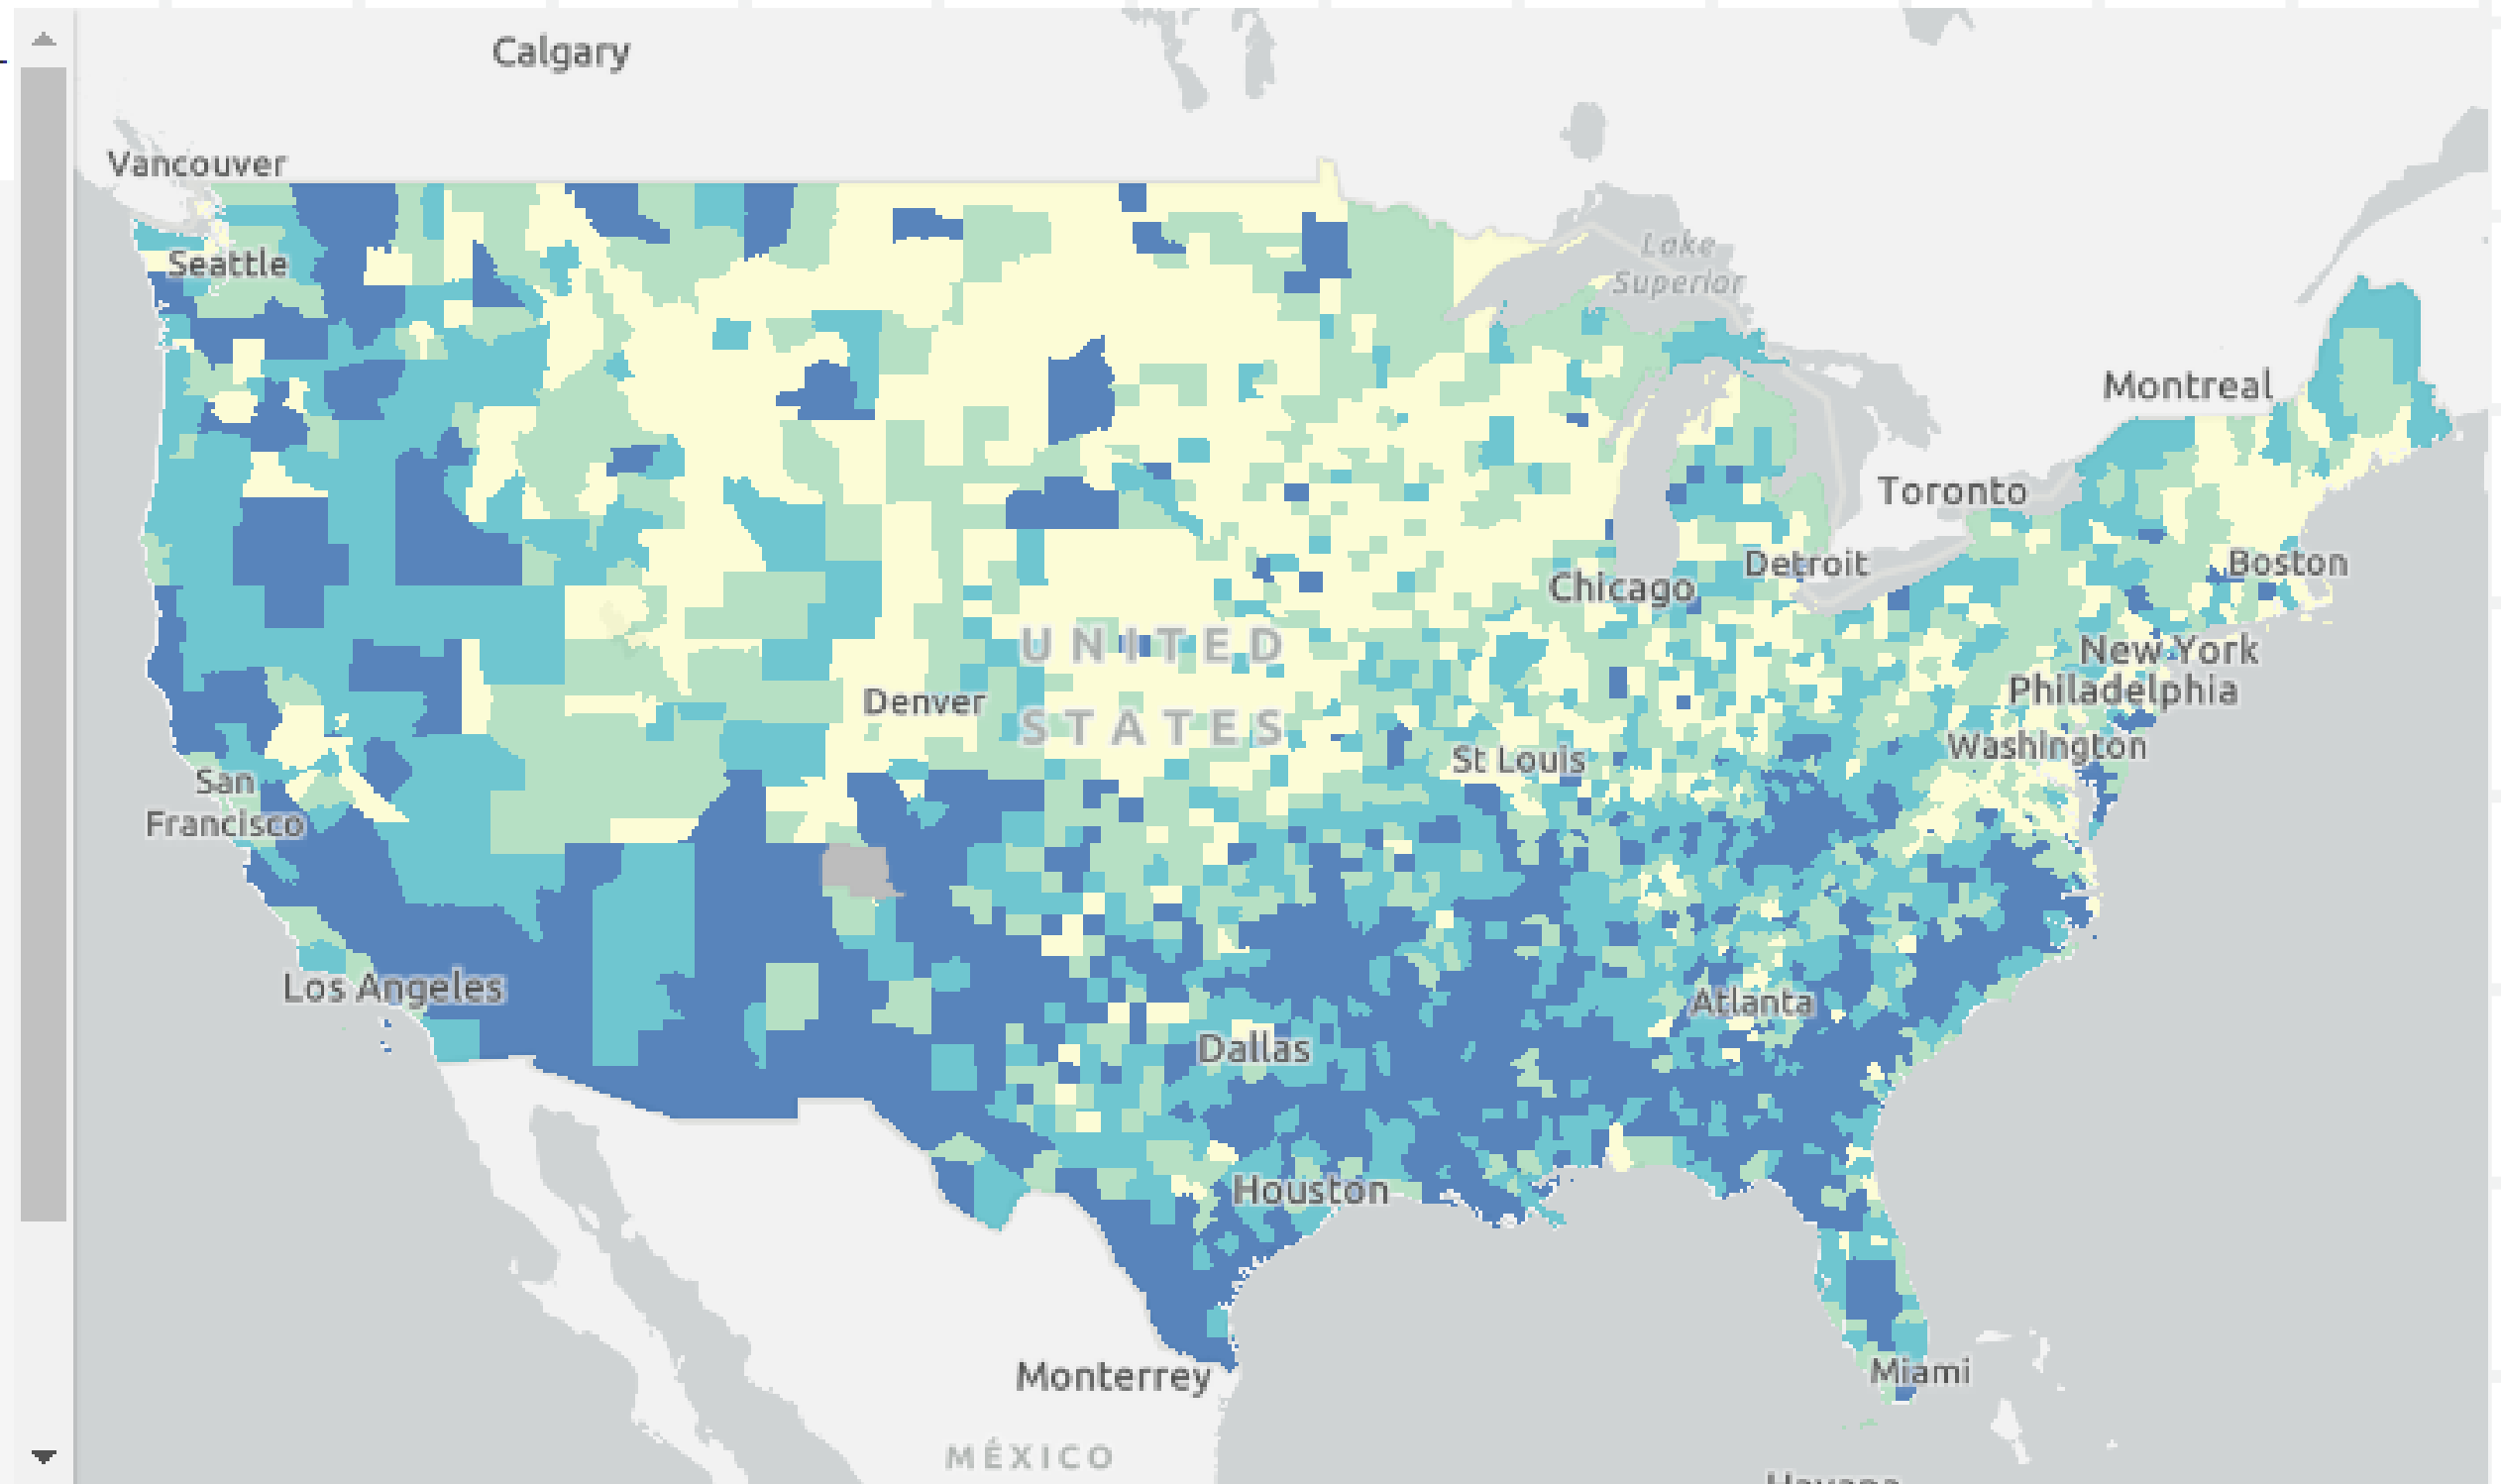 Calgary
Vancouver
Seattle
Lake
Superior
Montreal
Toronto
Detroit
Boston
Chicago
UNITED
STATES
New York
Philadelphia
Denver
Washington
St Louis
San
Francisco
Los Angeles
Atlanta
Dallas
Houston
Miami
Monterrey
MÉXICO
Havana